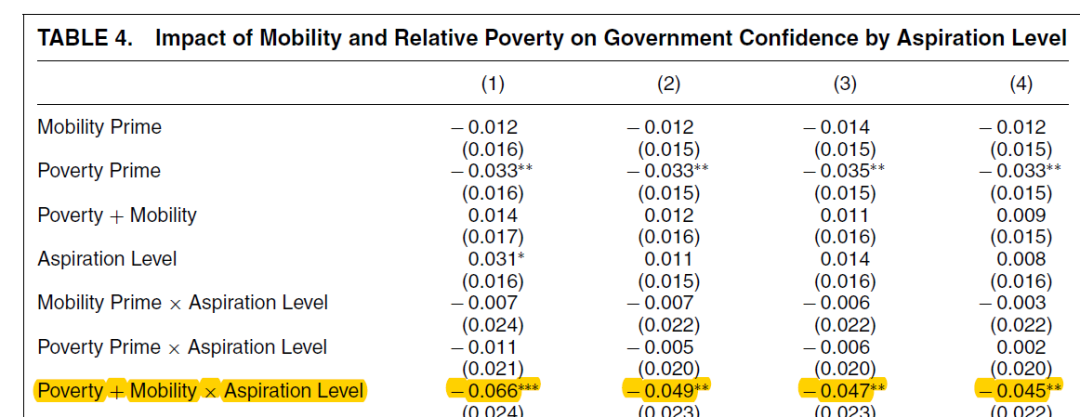 TABLE 4. Impact of Mobility and Relative Poverty on Government Confidence by Aspiration Level
(1) (2) (3) (4)
Mobility Prime − 0.012 − 0.012 − 0.014 − 0.012
(0.016) (0.015) (0.015) (0.015)
Poverty Prime − 0.033** − 0.033** − 0.035** − 0.033**
(0.016) (0.015) (0.015) (0.015)
Poverty + Mobility 0.014 0.012 0.011 0.009
(0.017) (0.016) (0.016) (0.015)
Aspiration Level 0.031* 0.011 0.014 0.008
(0.016) (0.015) (0.016) (0.016)
Mobility Prime × Aspiration Level − 0.007 − 0.007 − 0.006 − 0.003
(0.024) (0.022) (0.022) (0.022)
Poverty Prime × Aspiration Level − 0.011 − 0.005 − 0.006 0.002
(0.021) (0.020) (0.020) (0.020)
Poverty + Mobility × Aspiration Level − 0.066*** − 0.049** − 0.047** − 0.045**
(0.024) (0.023) (0.023) (0.022)